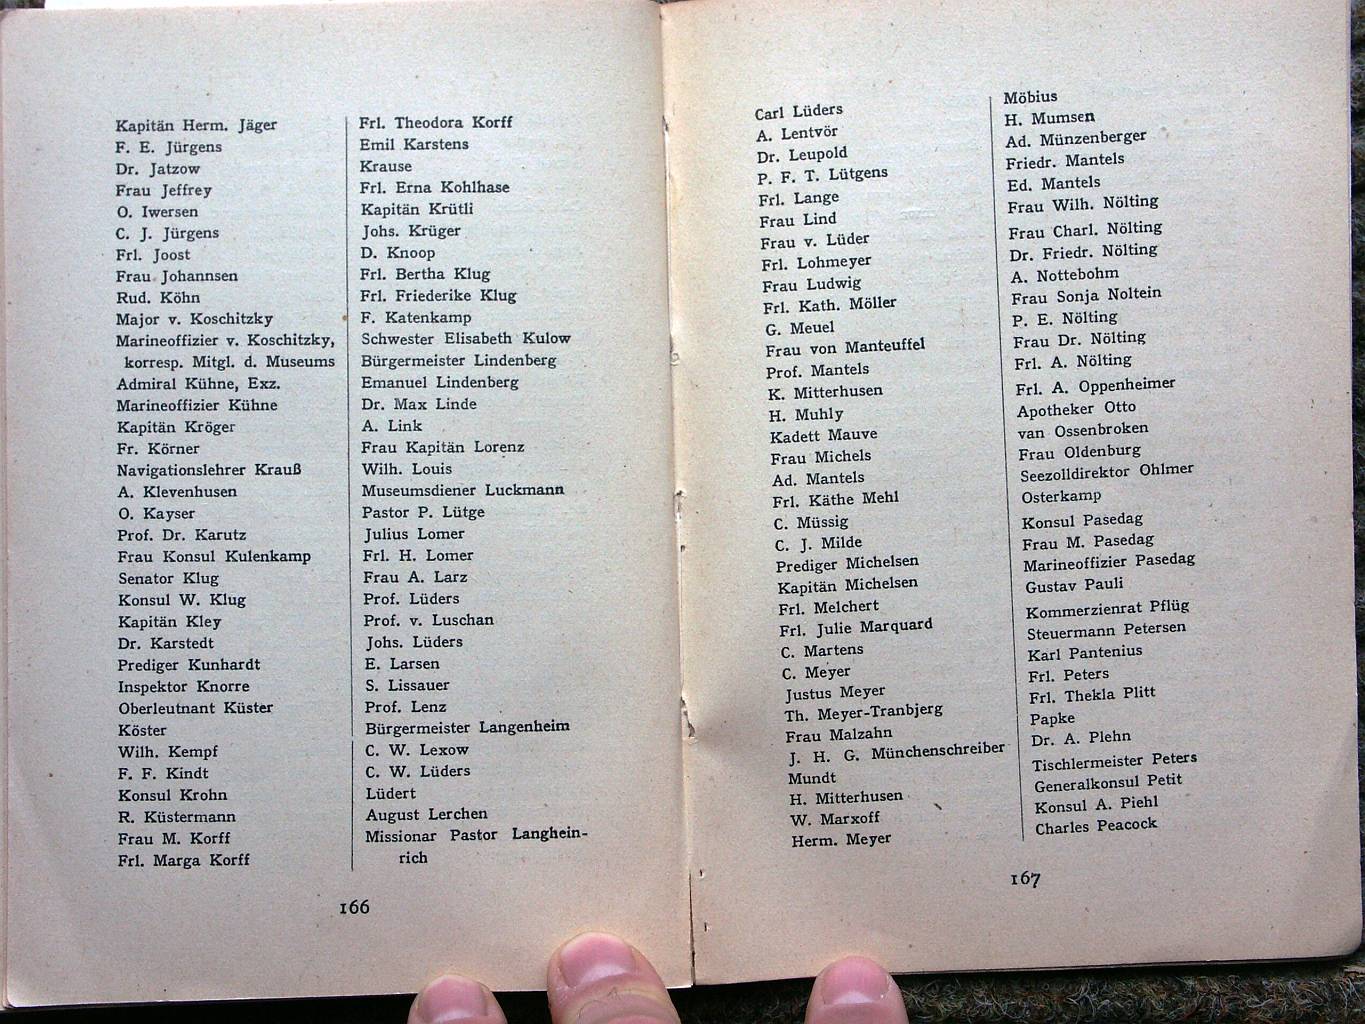 Kapitän Herm. Jäger
F. E. Jürgens
Dr. Jatzow
Frau Jeffrey
O. Iwersen
C. J. Jürgens
Frl. Joost
Frau Johannsen
Rud. Köhn
Major v. Koschitzky
Marineoffizier v. Koschitzky,
korresp. Mitgl. d. Museums
Admiral Kühne, Exz.
Marineoffizier Kühne
Kapitän Kröger
Fr. Körner
Navigationslehrer Krauß
A. Klevenhusen
O. Kayser
Prof. Dr. Karutz
Frau Konsul Kulenkamp
Senator Klug
Konsul W. Klug
Kapitän Kley
Dr. Karstedt
Prediger Kunhardt
Inspektor Knorre
Oberleutnant Küster
Köster
Wilh. Kempf
F. F. Kindt
Konsul Krohn
R. Küstermann
Frau M. Korff
Frl. Marga Korff
Frl. Theodora Korff
Emil Karstens
Krause
Frl. Erna Kohlhase
Kapitän Krütli
Johs. Krüger
D. Knoop
Frl. Bertha Klug
Frl. Friederike Klug
F. Katenkamp
Schwester Elisabeth Kulow
Bürgermeister Lindenberg
Emanuel Lindenberg
Dr. Max Linde
A. Link
Frau Kapitän Lorenz
Wilh. Louis
Museumsdiener Luckmann
Pastor P. Lütge
Julius Lomer
Frl. H. Lomer
Frau A. Larz
Prof. Lüders
Prof. v. Luschan
Johs. Lüders
E. Larsen
S. Lissauer
Prof. Lenz
Bürgermeister Langenheim
C. W. Lexow
C. W. Lüders
Lüdert
August Lerchen
Missionar Pastor Langhein-
rich
166
Carl Lüders
A. Lentvör
Dr. Leupold
P. F. T. Lütgens
Frl. Lange
Frau Lind
Frau v. Lüder
Frl. Lohmeyer
Frau Ludwig
Frl. Kath. Möller
G. Meuel
Frau von Manteuffel
Prof. Mantels
K. Mitterhusen
H. Muhly
Kadett Mauve
Frau Michels
Ad. Mantels
Frl. Käthe Mehl
C. Müssig
C. J. Milde
Prediger Michelsen
Kapitän Michelsen
Frl. Melchert
Frl. Julie Marquard
C. Martens
C. Meyer
Justus Meyer
Th. Meyer-Tranbjerg
Frau Malzahn
J. H. G. Münchenschreiber
Mundt
H. Mitterhusen
W. Marxoff
Herm. Meyer
Möbius
H. Mumsen
Ad. Münzenberger
Friedr. Mantels
Ed. Mantels
Frau Wilh. Nölting
Frau Charl. Nölting
Dr. Friedr. Nölting
A. Nottebohm
Frau Sonja Noltein
P. E. Nölting
Frau Dr. Nölting
Frl. A. Nölting
Frl. A. Oppenheimer
Apotheker Otto
van Ossenbroken
Frau Oldenburg
Seezolldirektor Ohlmer
Osterkamp
Konsul Pasedag
Frau M. Pasedag
Marineoffizier Pasedag
Gustav Pauli
Kommerzienrat Pflüg
Steuermann Petersen
Karl Pantenius
Frl. Peters
Frl. Thekla Plitt
Papke
Dr. A. Plehn
Tischlermeister Peters
Generalkonsul Petit
Konsul A. Piehl
Charles Peacock
167